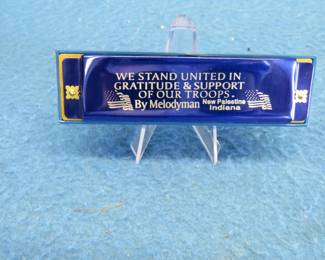 WE STAND UNITED IN
GRATITUDE & SUPPORT
OF OUR TROOPS.
By Melodyman New Palestine
Indiana